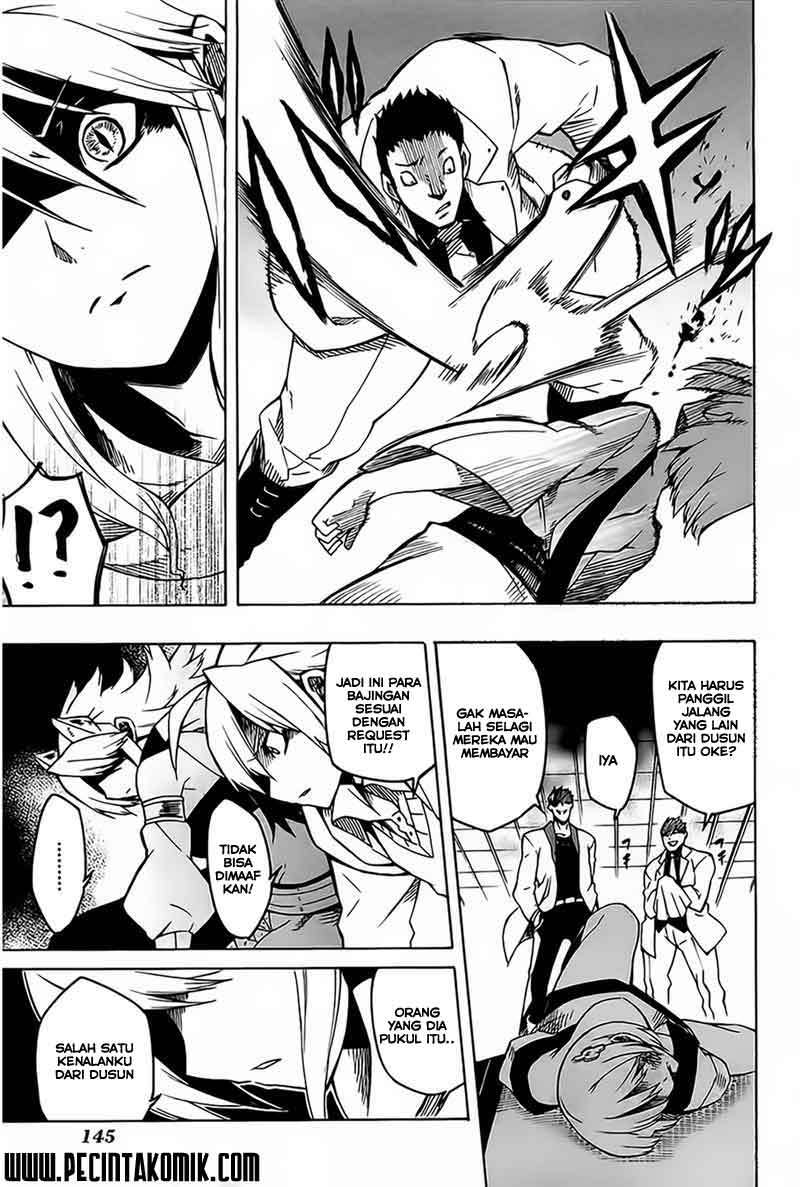 !?
KITA HARUS
PANGGIL
JALANG
YANG LAIN
DARI DUSUN
ITU OKE?
IYA
GAK MASA-
LAH SELAGI
MEREKA MAU
MEMBAYAR
JADI INI PARA
BAJINGAN
SESUAI
DENGAN
REQUEST
ITU!!
TIDAK
BISA
DIMAAF
KAN!
.........
ORANG
YANG DIA
PUKUL ITU..
SALAH SATU
KENALANKU
DARI DUSUN
145
WWW.PECINTAKOMIK.COM